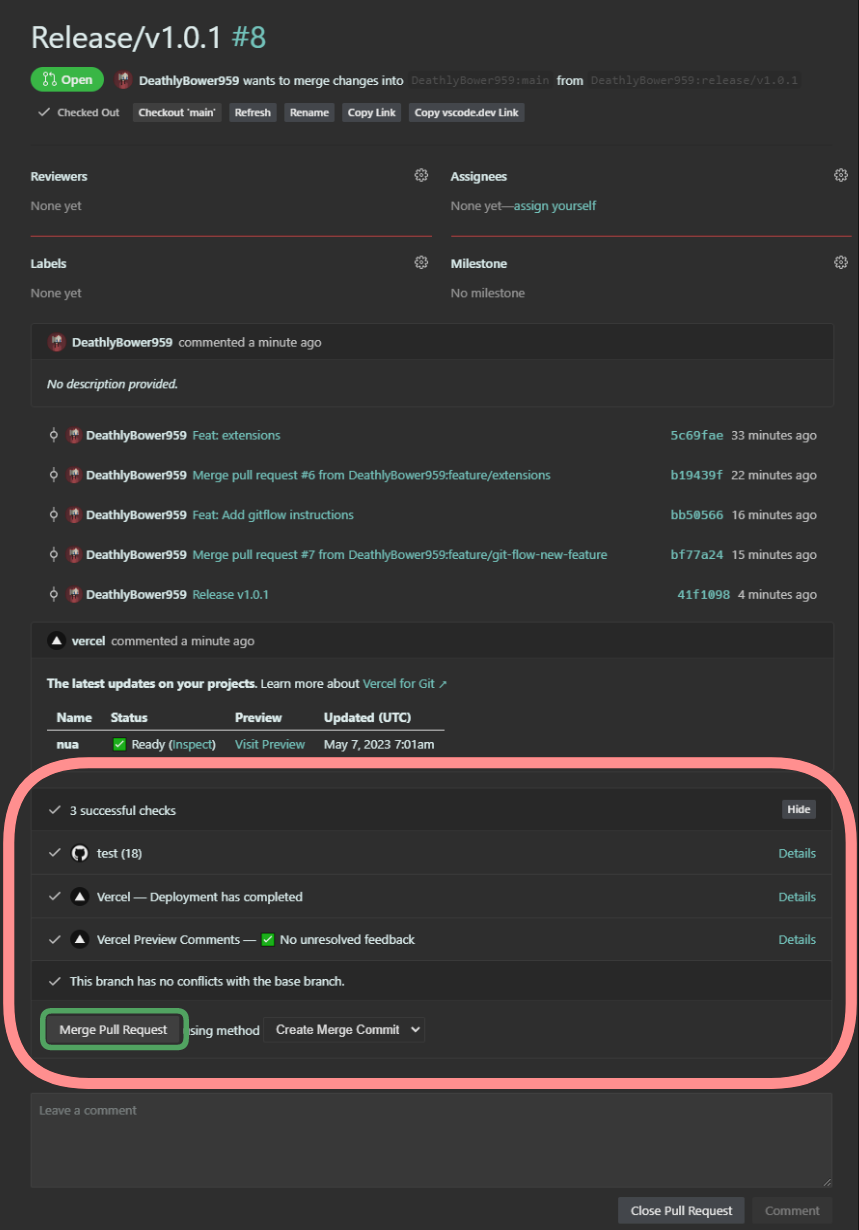 Release/v1.0.1 #8
Open DeathlyBower959 wants to merge changes into DeathlyBower959:main from DeathlyBower959:release/v1.0.1
Checked Out Checkout 'main' Refresh Rename Copy Link Copy vscode.dev Link
Reviewers
None yet
Assignees
None yet—assign yourself
Labels
None yet
Milestone
No milestone
DeathlyBower959 commented a minute ago
No description provided.
DeathlyBower959 Feat: extensions 5c69fae 33 minutes ago
DeathlyBower959 Merge pull request #6 from DeathlyBower959:feature/extensions b19439f 22 minutes ago
DeathlyBower959 Feat: Add gitflow instructions bb50566 16 minutes ago
DeathlyBower959 Merge pull request #7 from DeathlyBower959:feature/git-flow-new-feature bf77a24 15 minutes ago
DeathlyBower959 Release v1.0.1 41f1098 4 minutes ago
vercel commented a minute ago
The latest updates on your projects. Learn more about Vercel for Git ↗
Name Status Preview Updated (UTC)
nua ✅ Ready (Inspect) Visit Preview May 7, 2023 7:01am
3 successful checks Hide
test (18) Details
Vercel — Deployment has completed Details
Vercel Preview Comments — ✅ No unresolved feedback Details
This branch has no conflicts with the base branch.
Merge Pull Request using method Create Merge Commit
Leave a comment
Close Pull Request Comment